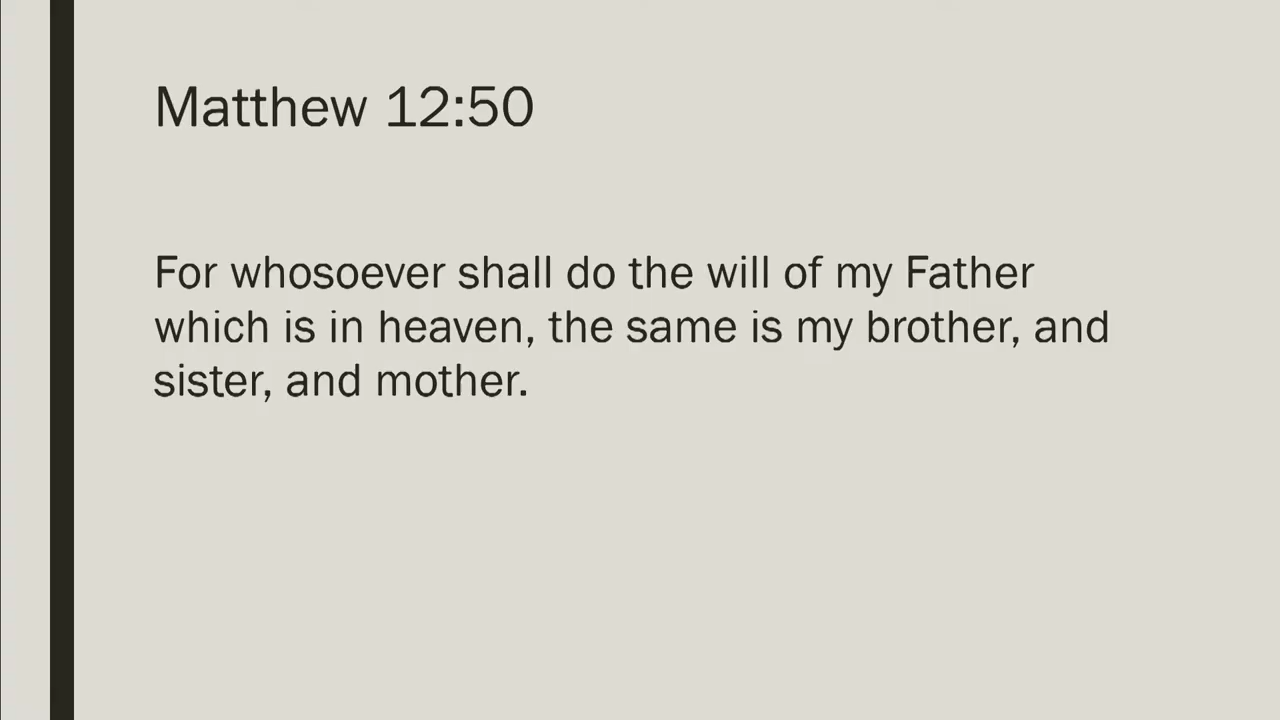 Matthew 12:50
For whosoever shall do the will of my Father
which is in heaven, the same is my brother, and
sister, and mother.